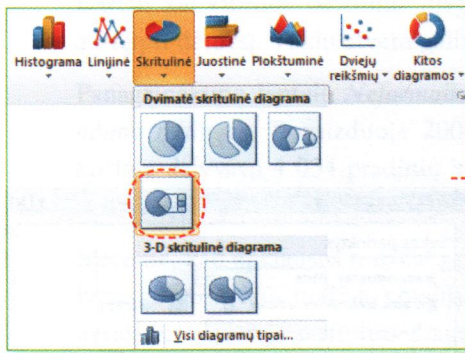 Histograma Linijinė Skritulinė Juostinė Plokštuminė Dviejų reikšmių Kitos diagramos
Dvimatė skritulinė diagrama
3-D skritulinė diagrama
Visi diagramų tipai...